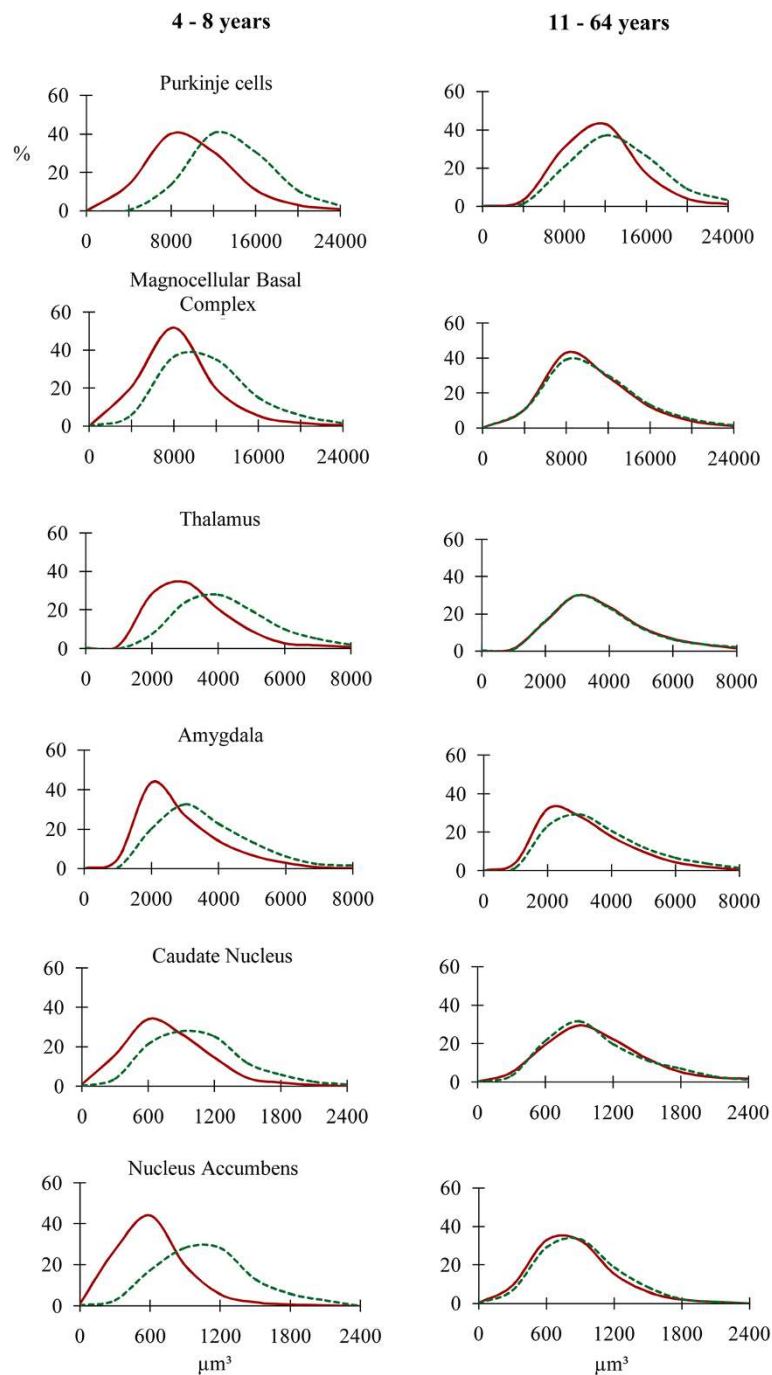 4 - 8 years
11 - 64 years
Purkinje cells
60
40
%
20
0
0 8000 16000 24000
60
40
20
0
0 8000 16000 24000
Magnocellular Basal
Complex
60
40
20
0
0 8000 16000 24000
60
40
20
0
0 8000 16000 24000
Thalamus
60
40
20
0
0 2000 4000 6000 8000
60
40
20
0
0 2000 4000 6000 8000
Amygdala
60
40
20
0
0 2000 4000 6000 8000
60
40
20
0
0 2000 4000 6000 8000
Caudate Nucleus
60
40
20
0
0 600 1200 1800 2400
60
40
20
0
0 600 1200 1800 2400
Nucleus Accumbens
60
40
20
0
0 600 1200 1800 2400
µm³
60
40
20
0
0 600 1200 1800 2400
µm³